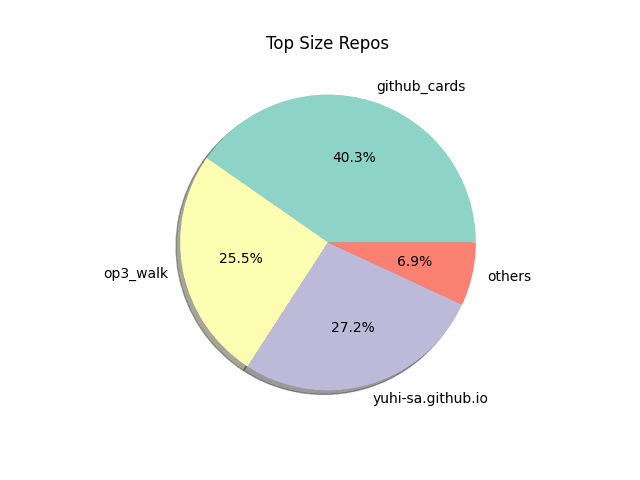 Top Size Repos
github_cards
40.3%
25.5%
6.9%
op3_walk
others
27.2%
yuhi-sa.github.io